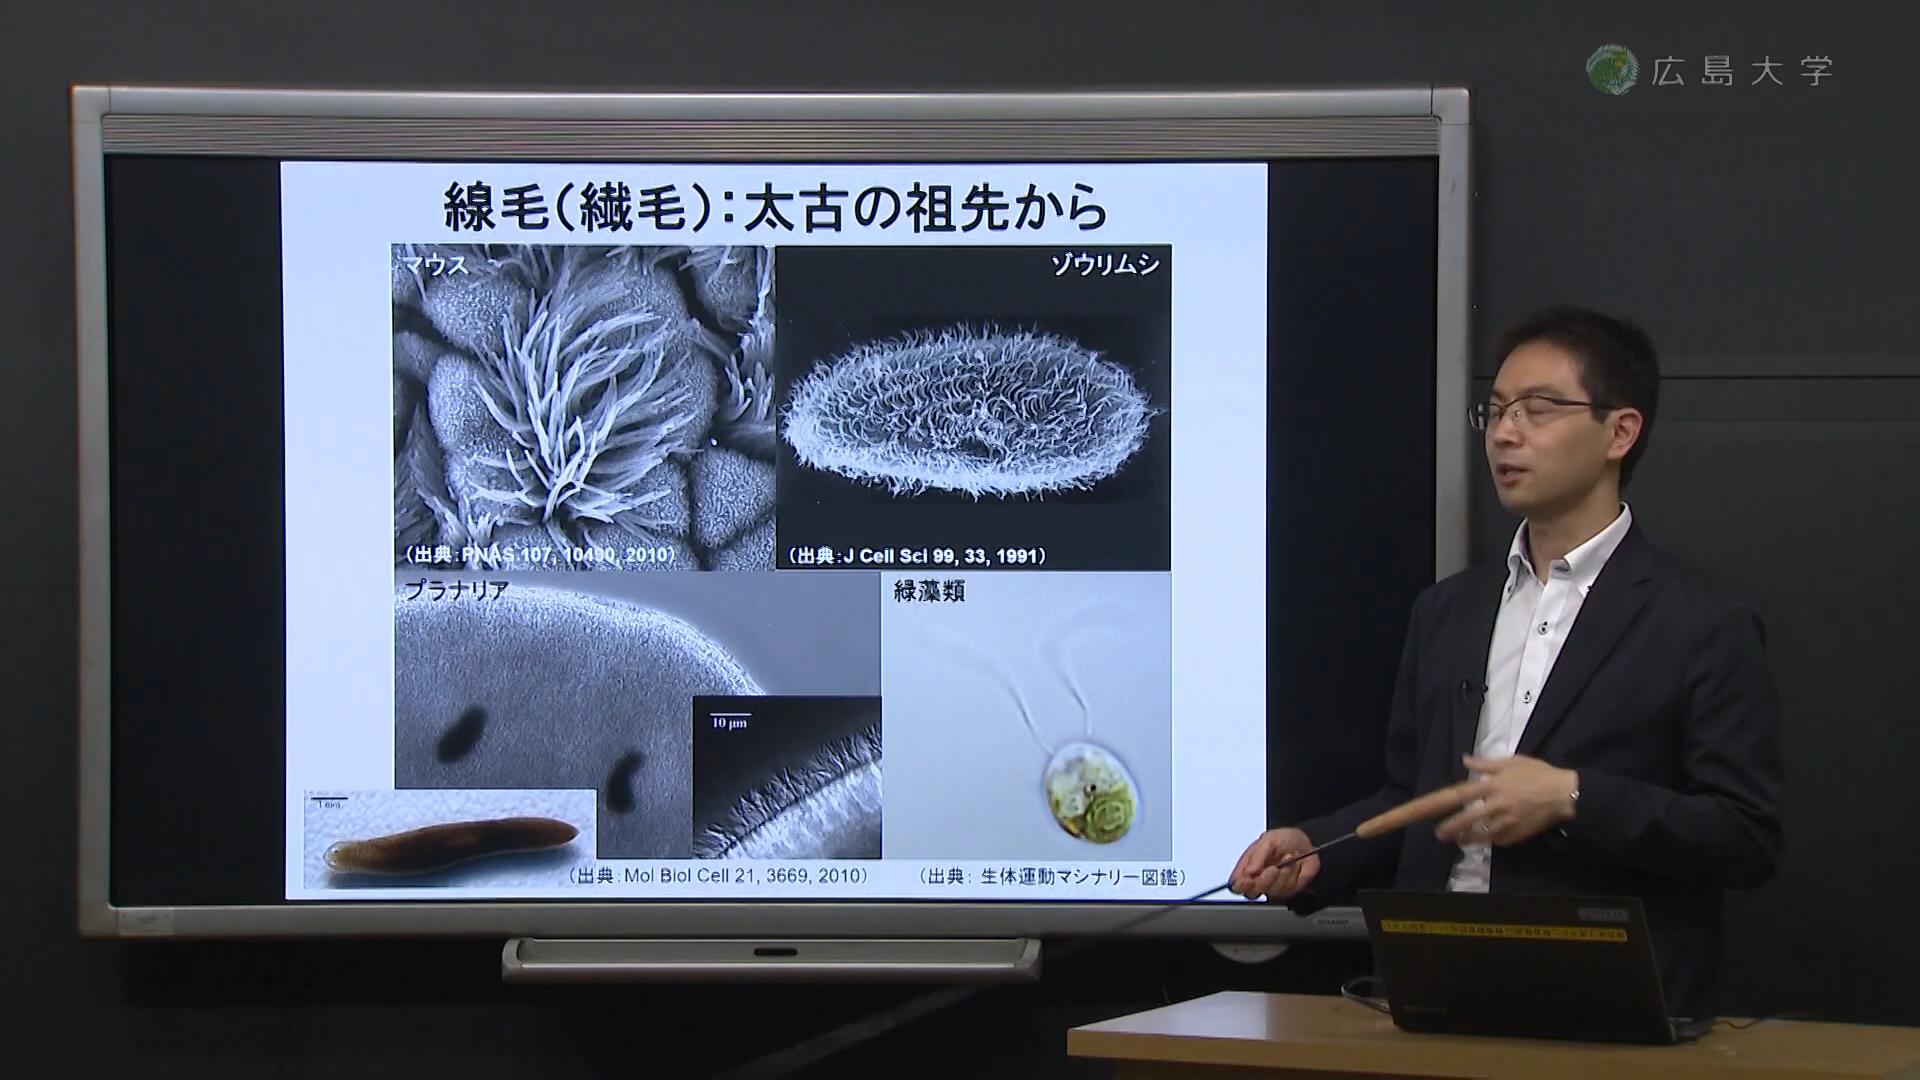 広島大学
線毛（繊毛）：太古の祖先から
マウス
ゾウリムシ
（出典：PNAS 107, 10490, 2010）
（出典：J Cell Sci 99, 33, 1991）
プラナリア
緑藻類
10 μm
1 mm
（出典：Mol Biol Cell 21, 3669, 2010）
（出典： 生体運動マシナリー図鑑）
SHARP